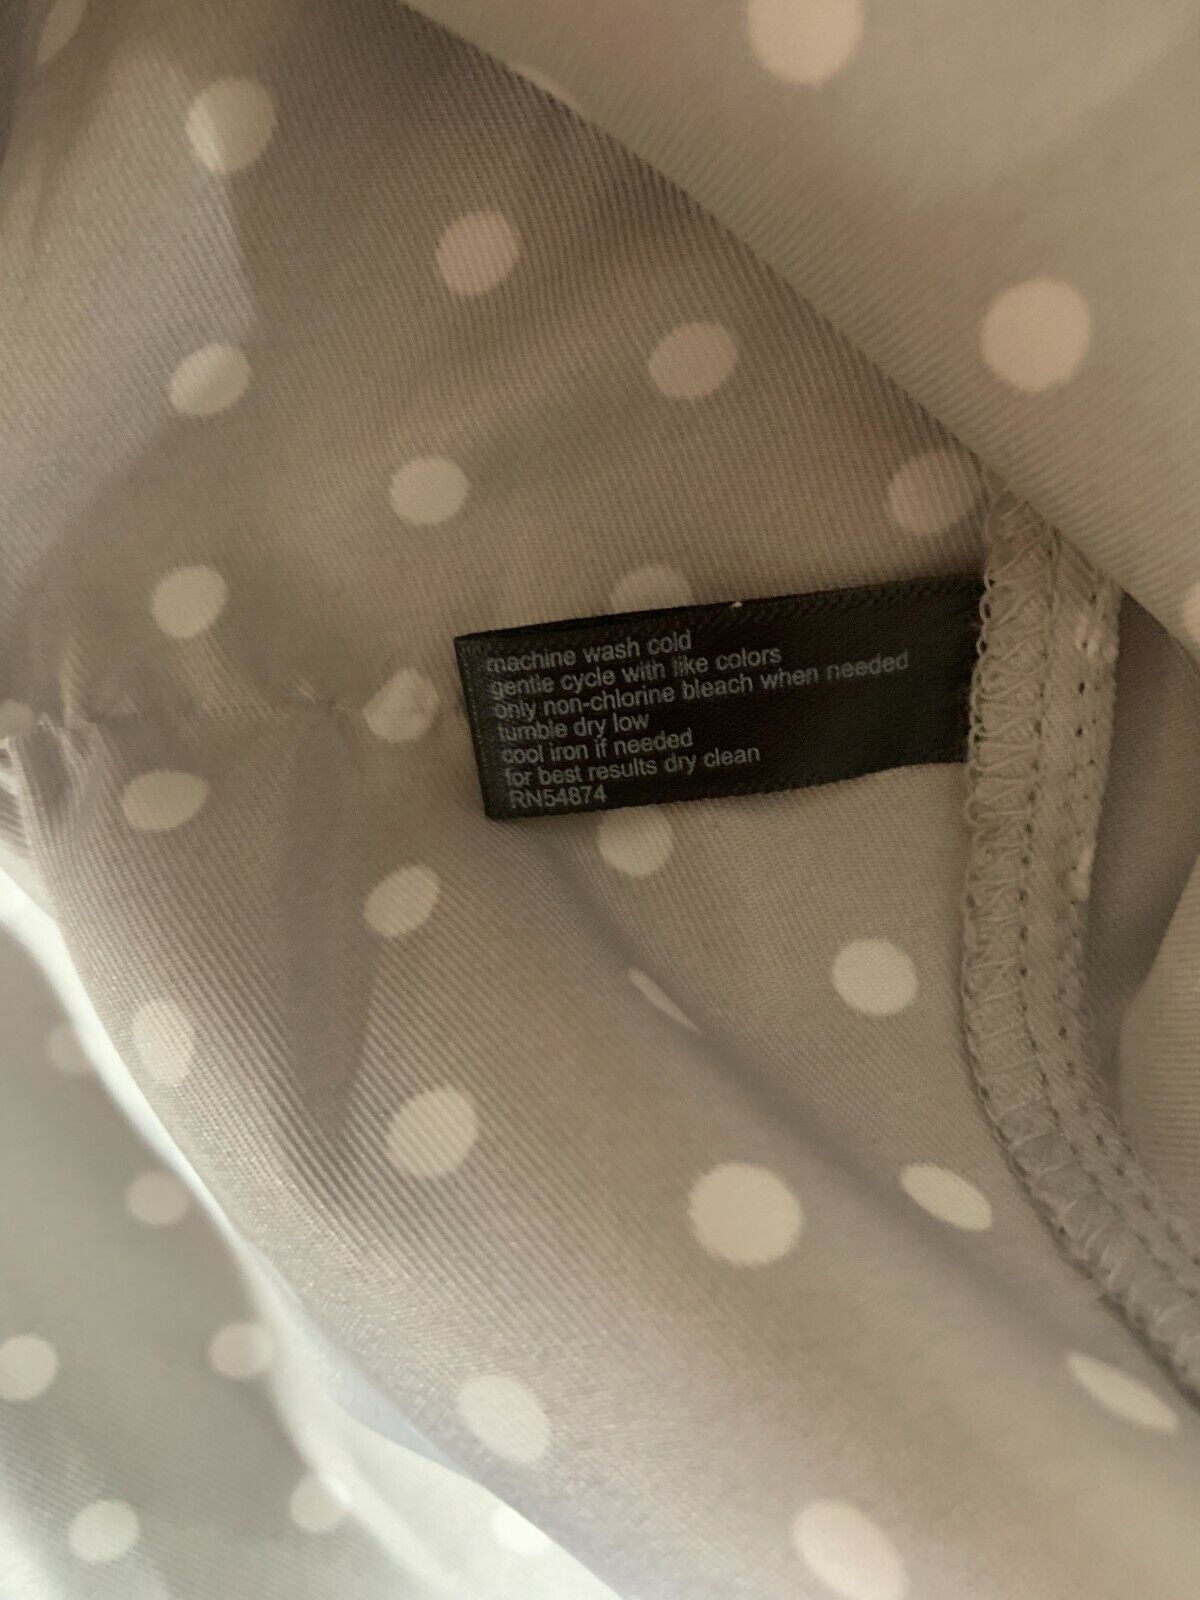 machine wash cold
gentle cycle with like colors
only non-chlorine bleach when needed
tumble dry low
cool iron if needed
for best results dry clean
RN54874